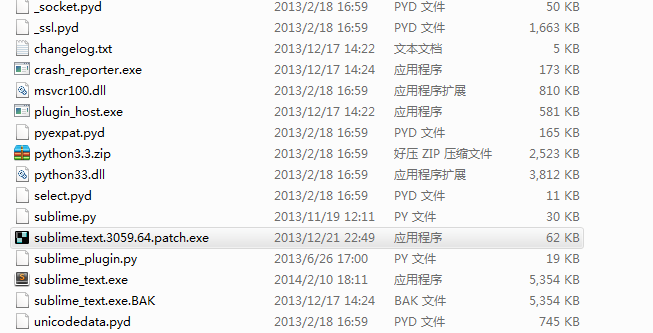 _socket.pyd 2013/2/18 16:59 PYD 文件 50 KB
_ssl.pyd 2013/2/18 16:59 PYD 文件 1,663 KB
changelog.txt 2013/12/17 14:22 文本文档 5 KB
crash_reporter.exe 2013/12/17 14:24 应用程序 173 KB
msvcr100.dll 2013/2/18 16:59 应用程序扩展 810 KB
plugin_host.exe 2013/12/17 14:22 应用程序 581 KB
pyexpat.pyd 2013/2/18 16:59 PYD 文件 165 KB
python3.3.zip 2013/2/18 16:59 好压 ZIP 压缩文件 2,523 KB
python33.dll 2013/2/18 16:59 应用程序扩展 3,812 KB
select.pyd 2013/2/18 16:59 PYD 文件 11 KB
sublime.py 2013/11/19 12:11 PY 文件 30 KB
sublime.text.3059.64.patch.exe 2013/12/21 22:49 应用程序 62 KB
sublime_plugin.py 2013/6/26 17:00 PY 文件 19 KB
sublime_text.exe 2014/2/10 18:11 应用程序 5,354 KB
sublime_text.exe.BAK 2013/12/17 14:24 BAK 文件 5,354 KB
unicodedata.pyd 2013/2/18 16:59 PYD 文件 745 KB